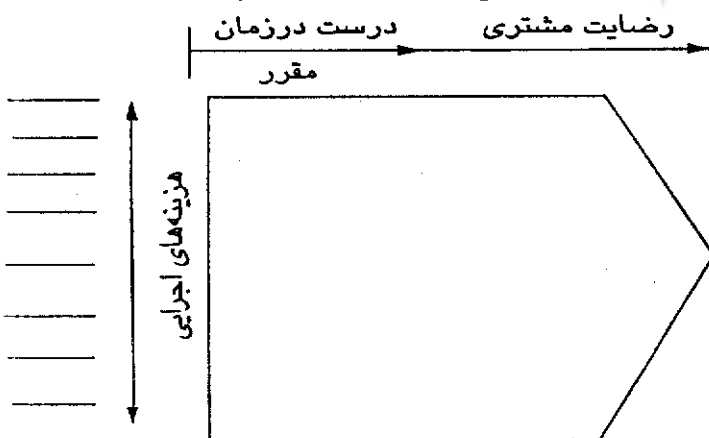 درست درزمان رضایت مشتری
مقرر
هزینه‌های اجرایی